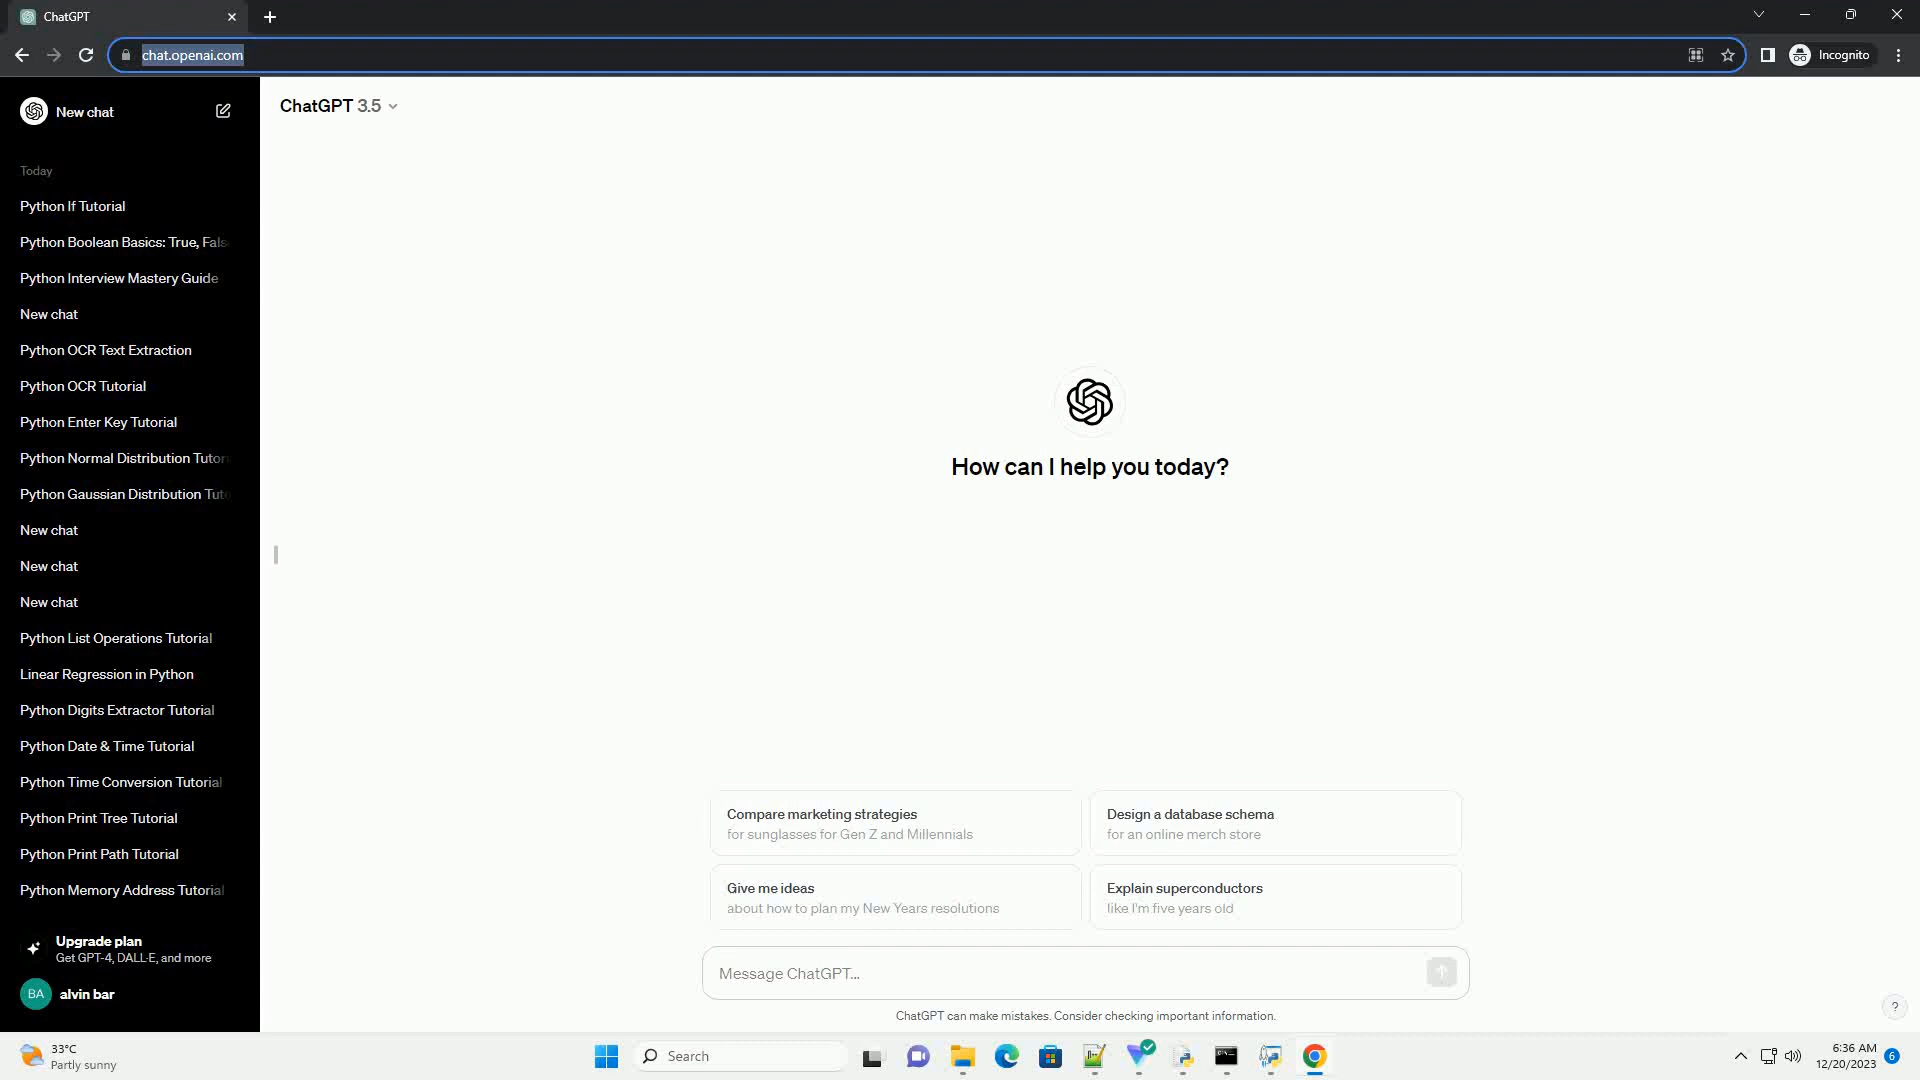 ChatGPT
chat.openai.com
Incognito
New chat
ChatGPT 3.5
Today
Python If Tutorial
Python Boolean Basics: True, Fals
Python Interview Mastery Guide
New chat
Python OCR Text Extraction
Python OCR Tutorial
Python Enter Key Tutorial
Python Normal Distribution Tutori
Python Gaussian Distribution Tuto
New chat
New chat
New chat
Python List Operations Tutorial
Linear Regression in Python
Python Digits Extractor Tutorial
Python Date & Time Tutorial
Python Time Conversion Tutorial
Python Print Tree Tutorial
Python Print Path Tutorial
Python Memory Address Tutorial
Upgrade plan
Get GPT-4, DALL·E, and more
BA alvin bar
How can I help you today?
Compare marketing strategies
for sunglasses for Gen Z and Millennials
Design a database schema
for an online merch store
Give me ideas
about how to plan my New Years resolutions
Explain superconductors
like I'm five years old
Message ChatGPT...
ChatGPT can make mistakes. Consider checking important information.
?
33°C
Partly sunny
Search
6:36 AM
12/20/2023
6